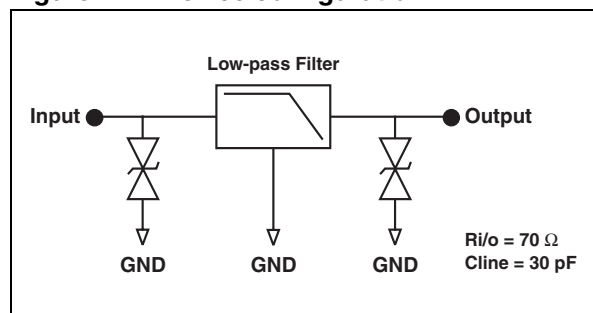 Low-pass Filter
Input
Output
GND
GND
GND
Ri/o = 70 Ω
Cline = 30 pF